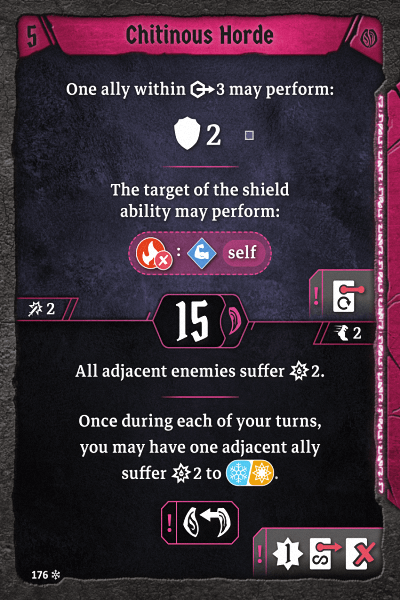 5 Chitinous Horde
One ally within 3 may perform:
2
The target of the shield
ability may perform:
: self
!
2
15
2
All adjacent enemies suffer 2.
Once during each of your turns,
you may have one adjacent ally
suffer 2 to .
!
! 1
176